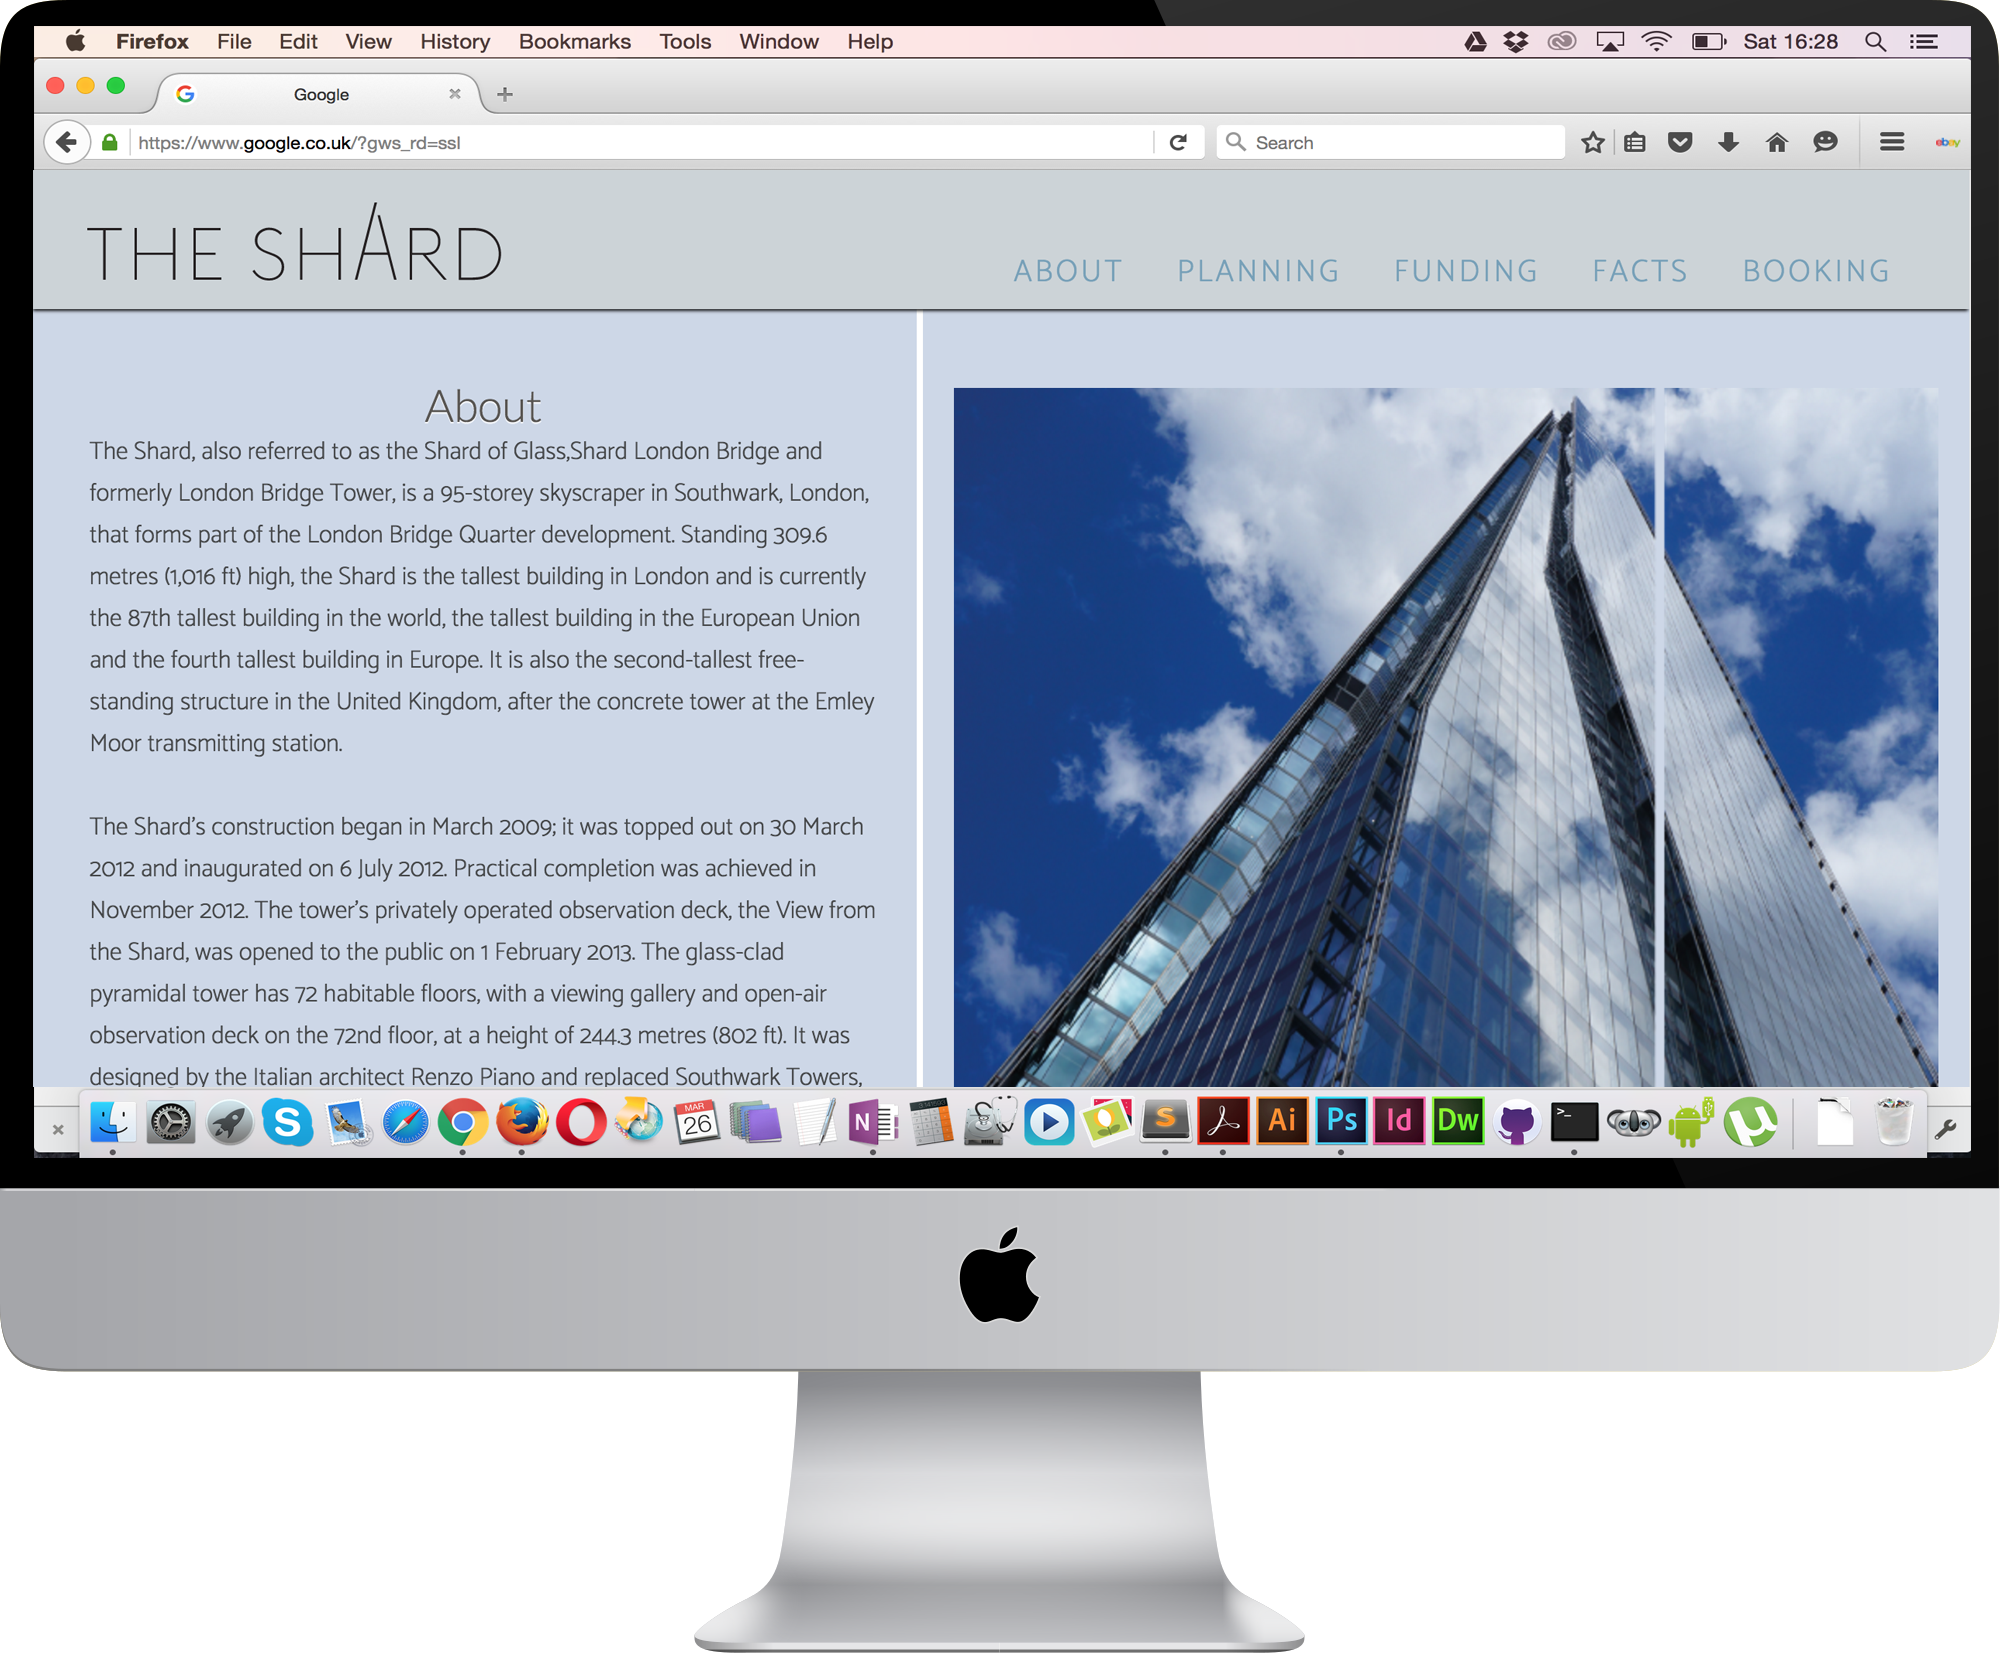 Firefox File Edit View History Bookmarks Tools Window Help Sat 16:28
Google
https://www.google.co.uk/?gws_rd=ssl Search ebay
THE SHARD
ABOUT PLANNING FUNDING FACTS BOOKING
About
The Shard, also referred to as the Shard of Glass,Shard London Bridge and
formerly London Bridge Tower, is a 95-storey skyscraper in Southwark, London,
that forms part of the London Bridge Quarter development. Standing 309.6
metres (1,016 ft) high, the Shard is the tallest building in London and is currently
the 87th tallest building in the world, the tallest building in the European Union
and the fourth tallest building in Europe. It is also the second-tallest free-
standing structure in the United Kingdom, after the concrete tower at the Emley
Moor transmitting station.
The Shard's construction began in March 2009; it was topped out on 30 March
2012 and inaugurated on 6 July 2012. Practical completion was achieved in
November 2012. The tower's privately operated observation deck, the View from
the Shard, was opened to the public on 1 February 2013. The glass-clad
pyramidal tower has 72 habitable floors, with a viewing gallery and open-air
observation deck on the 72nd floor, at a height of 244.3 metres (802 ft). It was
designed by the Italian architect Renzo Piano and replaced Southwark Towers,
S MAR 26 N S Ai Ps Id Dw >_ µ